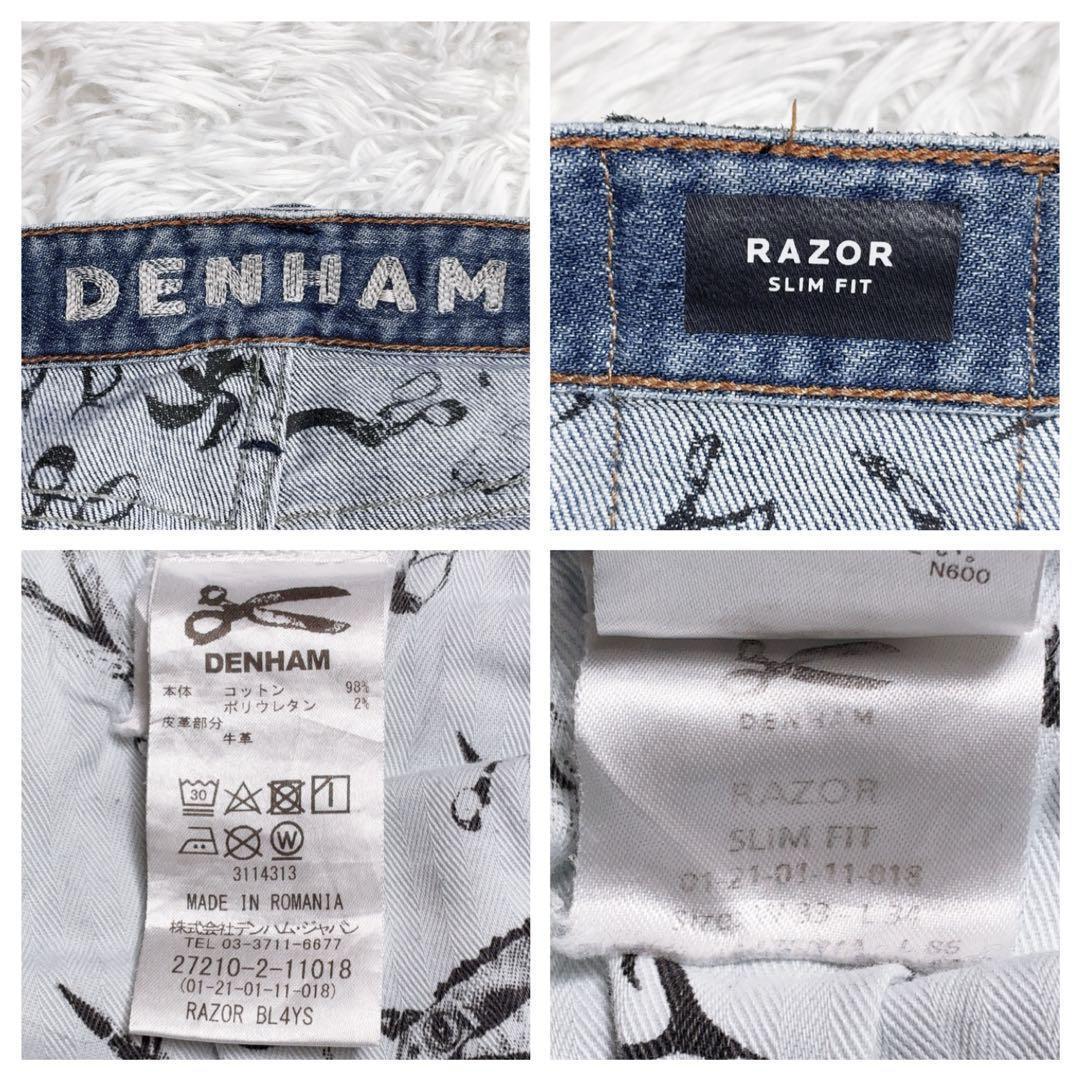 DENHAM
RAZOR
SLIM FIT
DENHAM
本体 コットン 98%
ポリウレタン 2%
皮革部分
牛革
30
W
3114313
MADE IN ROMANIA
株式会社デンハム・ジャパン
TEL 03-3711-6677
27210-2-11018
(01-21-01-11-018)
RAZOR BL4YS
N600
DENHAM
RAZOR
SLIM FIT
01-21-01-11-018
Size 33 L 34